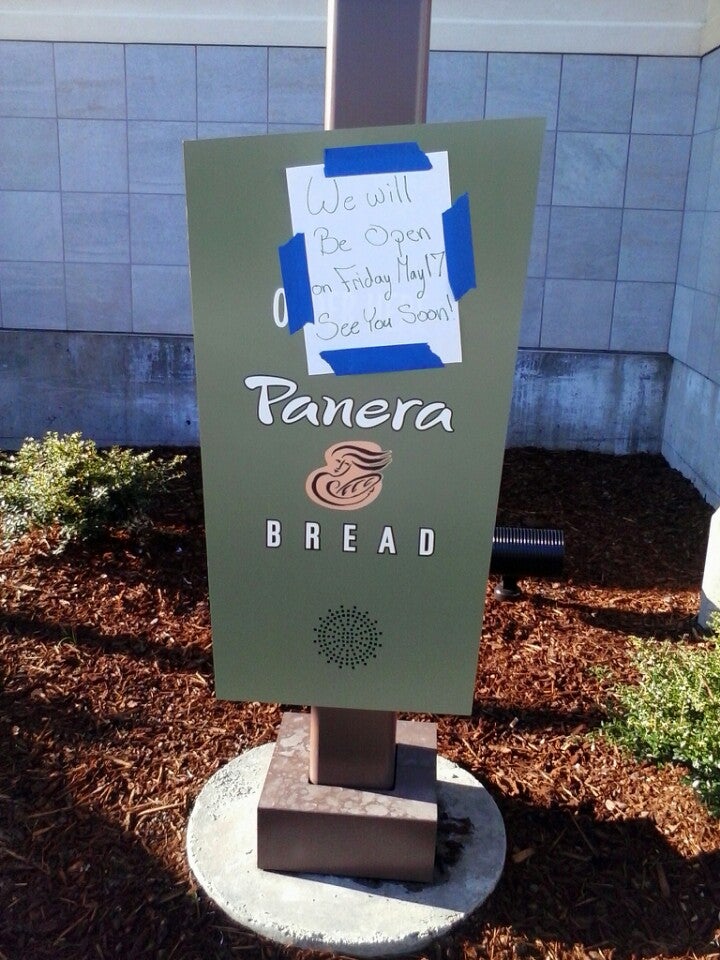 We will
Be Open
on Friday May 17
See You Soon!
Panera
BREAD